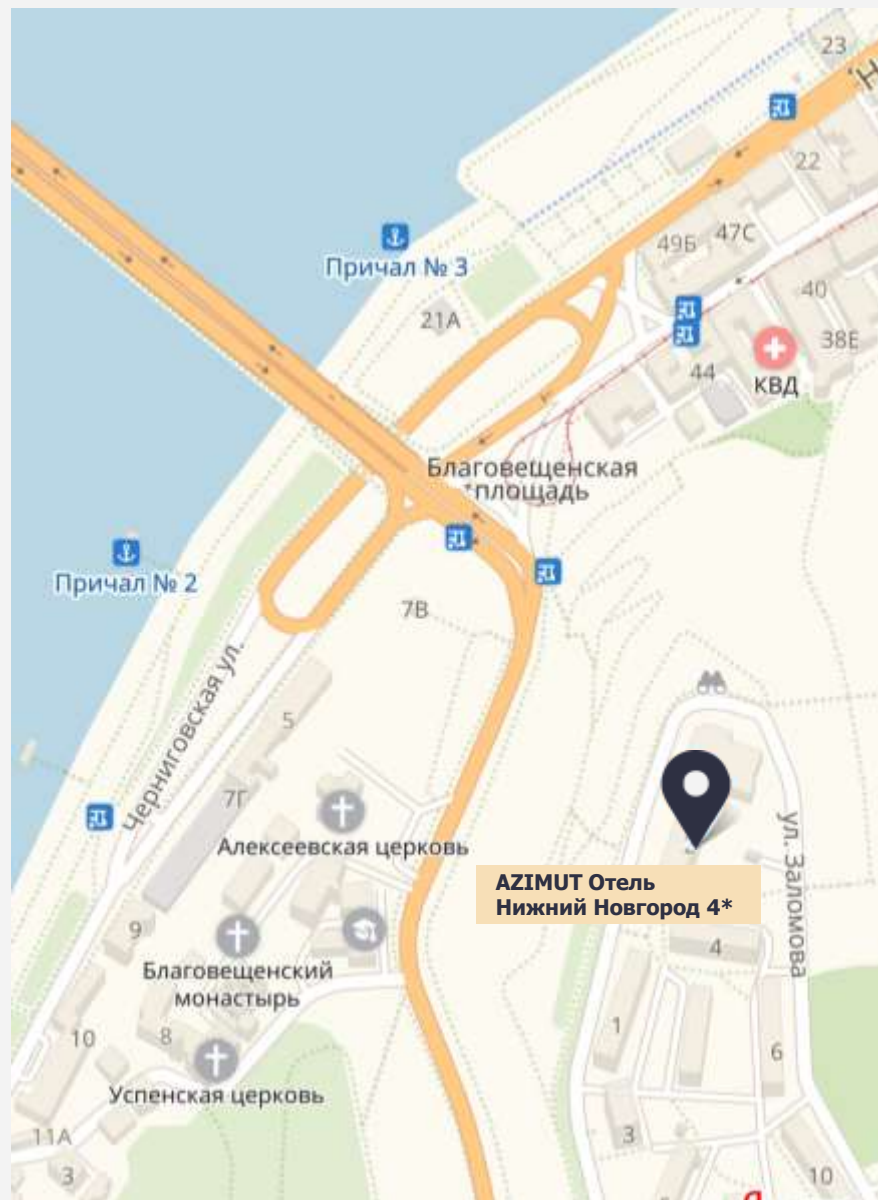 23
22
47С
49Б
Причал № 3
40
21А
38Е
44
КВД
Благовещенская
площадь
Причал № 2
7В
Черниговская ул.
5
7Г
ул. Заломова
Алексеевская церковь
AZIMUT Отель
Нижний Новгород 4*
9
4
Благовещенский
монастырь
1
10
8
6
Успенская церковь
11А
3
3
10